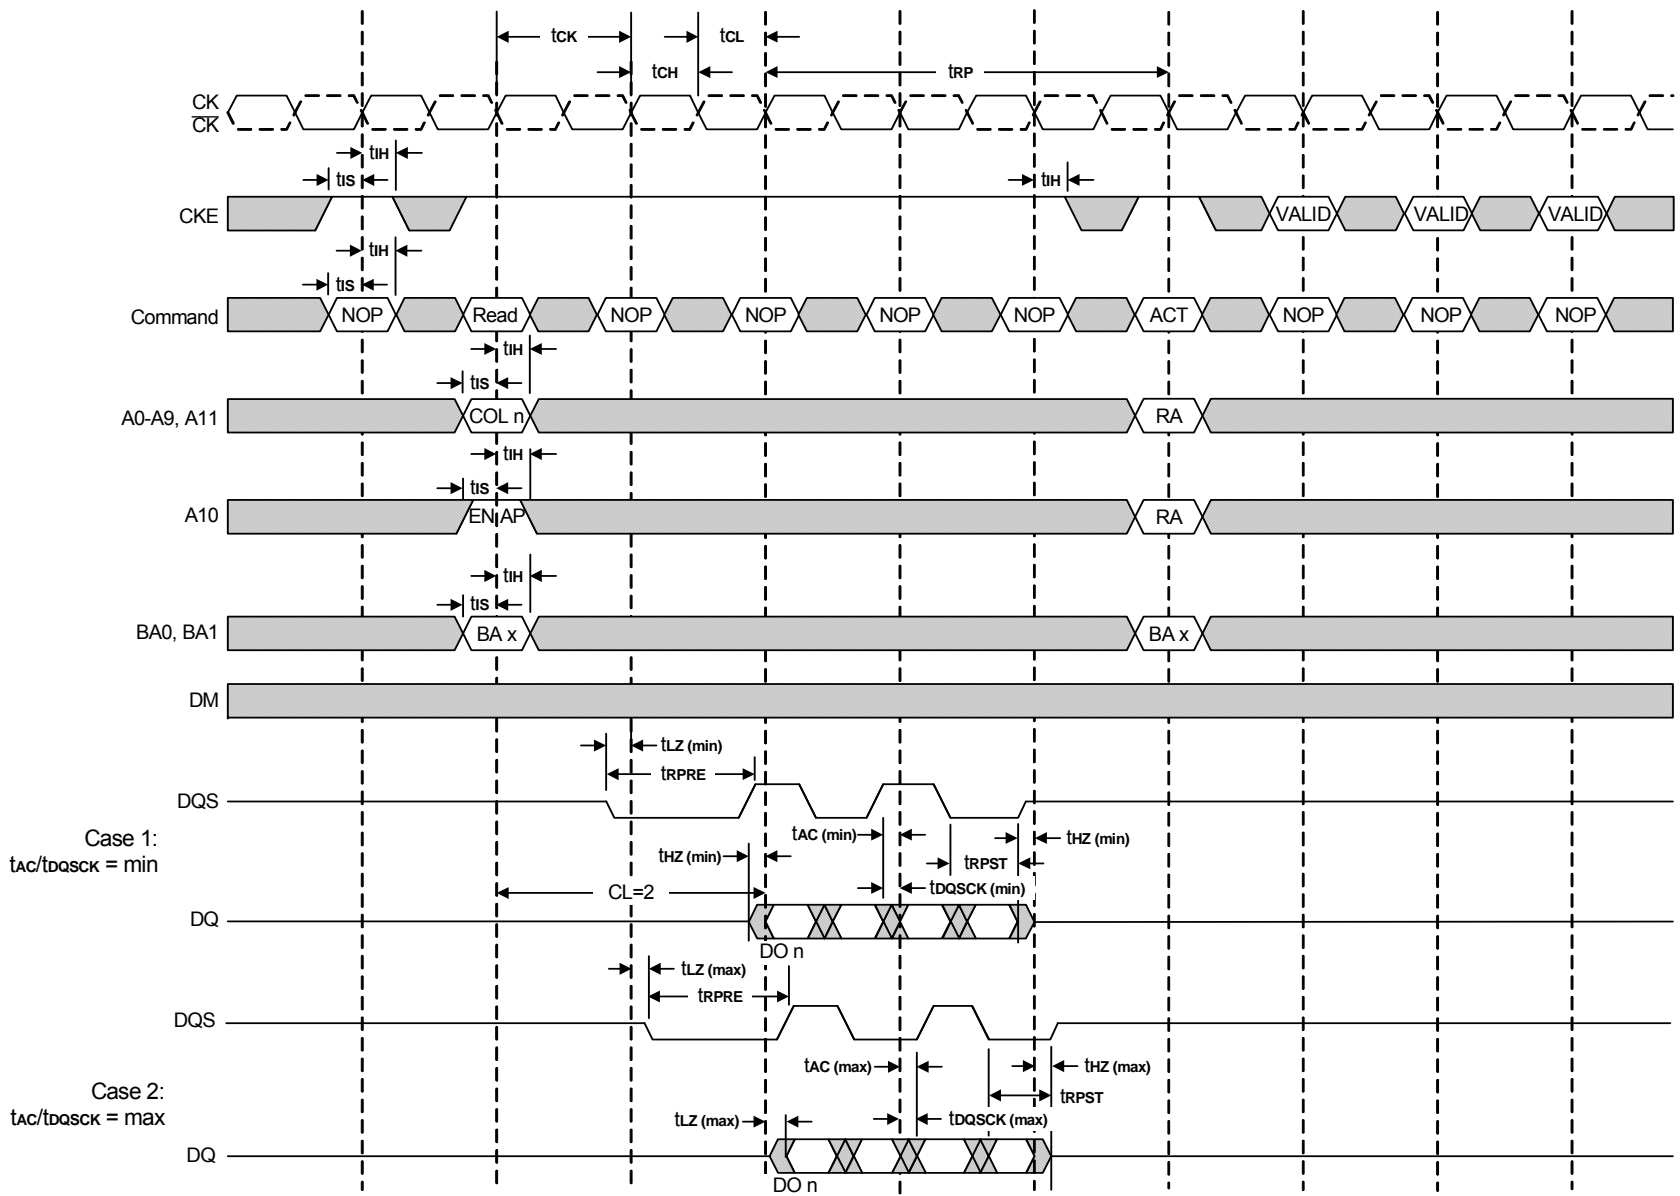 tCK
tCL
tCH
tRP
CK
CK
tIH
tIS
tIH
CKE
VALID
VALID
VALID
tIH
tIS
Command
NOP
Read
NOP
NOP
NOP
NOP
ACT
NOP
NOP
NOP
tIH
tIS
A0-A9, A11
COL n
RA
tIH
tIS
A10
EN AP
RA
tIH
tIS
BA0, BA1
BA x
BA x
DM
tLZ (min)
tRPRE
DQS
Case 1:
tAC/tDQSCK = min
tAC (min)
tHZ (min)
tHZ (min)
tRPST
tDQSCK (min)
CL=2
DQ
DO n
tLZ (max)
tRPRE
DQS
Case 2:
tAC/tDQSCK = max
tAC (max)
tHZ (max)
tRPST
tLZ (max)
tDQSCK (max)
DQ
DO n